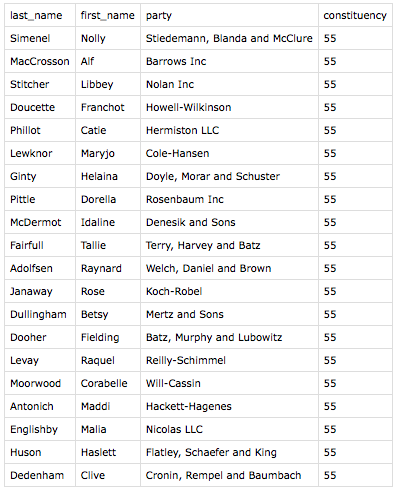 last_name first_name party constituency
Simenel Nolly Stiedemann, Blanda and McClure 55
MacCrosson Alf Barrows Inc 55
Stitcher Libbey Nolan Inc 55
Doucette Franchot Howell-Wilkinson 55
Phillot Catie Hermiston LLC 55
Lewknor Maryjo Cole-Hansen 55
Ginty Helaina Doyle, Morar and Schuster 55
Pittle Dorella Rosenbaum Inc 55
McDermot Idaline Denesik and Sons 55
Fairfull Tallie Terry, Harvey and Batz 55
Adolfsen Raynard Welch, Daniel and Brown 55
Janaway Rose Koch-Robel 55
Dullingham Betsy Mertz and Sons 55
Dooher Fielding Batz, Murphy and Lubowitz 55
Levay Raquel Reilly-Schimmel 55
Moorwood Corabelle Will-Cassin 55
Antonich Maddi Hackett-Hagenes 55
Englishby Malia Nicolas LLC 55
Huson Haslett Flatley, Schaefer and King 55
Dedenham Clive Cronin, Rempel and Baumbach 55